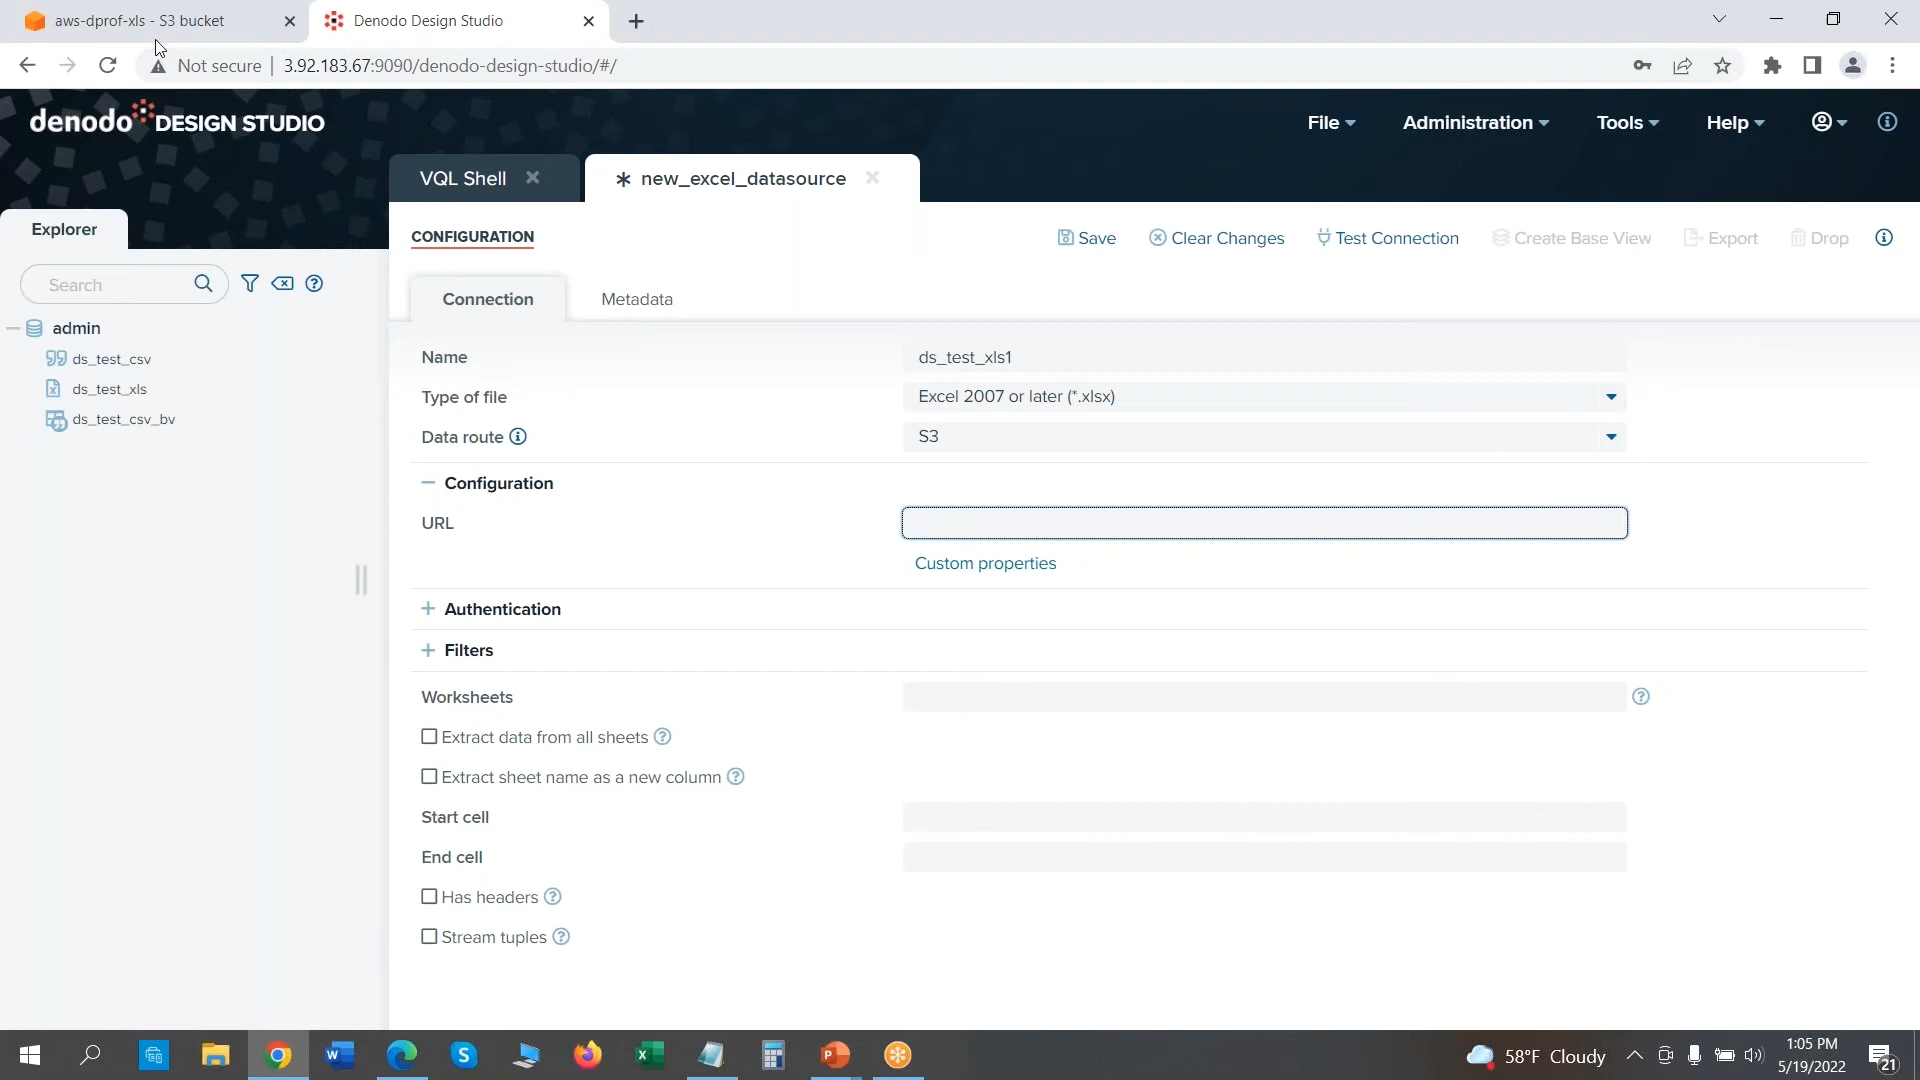 aws-dprof-xls - S3 bucket
Denodo Design Studio
Not secure
3.92.183.67:9090/denodo-design-studio/#/
denodo DESIGN STUDIO
File
Administration
Tools
Help
VQL Shell
* new_excel_datasource
Explorer
CONFIGURATION
Save
Clear Changes
Test Connection
Create Base View
Export
Drop
Search
Connection
Metadata
admin
ds_test_csv
ds_test_xls
ds_test_csv_bv
Name
ds_test_xls1
Type of file
Excel 2007 or later (*.xlsx)
Data route
S3
Configuration
URL
Custom properties
Authentication
Filters
Worksheets
Extract data from all sheets
Extract sheet name as a new column
Start cell
End cell
Has headers
Stream tuples
58°F Cloudy
1:05 PM
5/19/2022
21